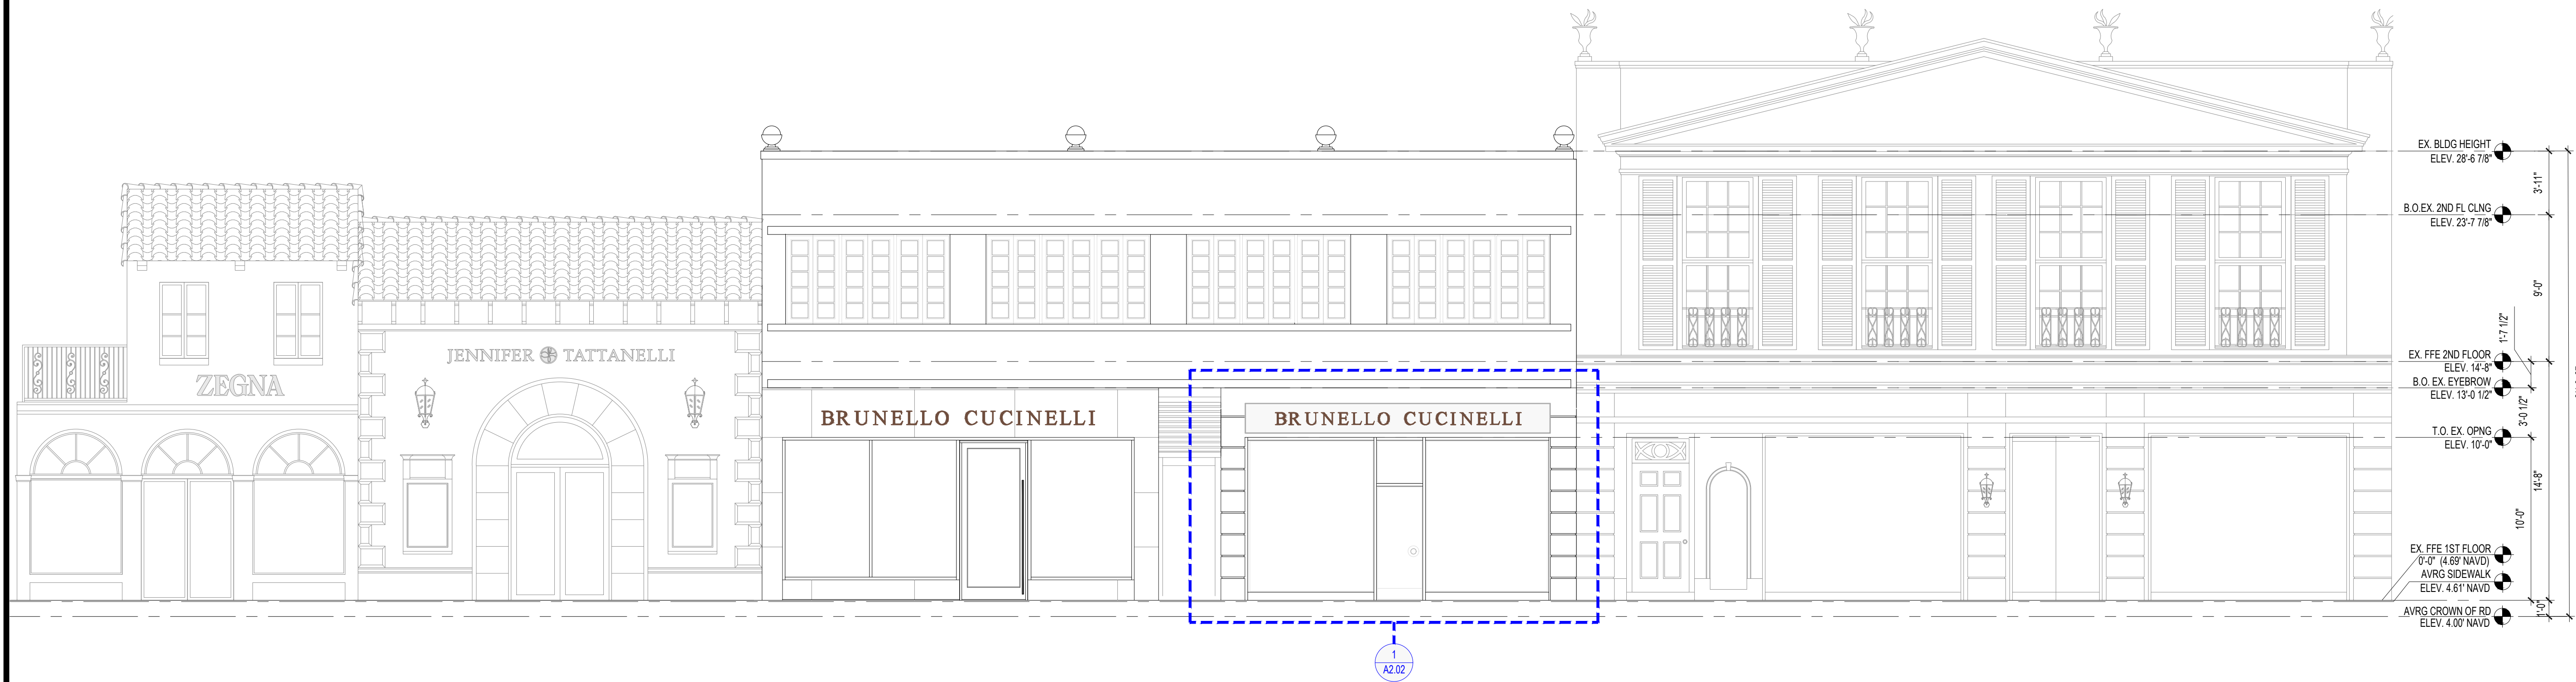 ZEGNA
JENNIFER TATTANELLI
BRUNELLO CUCINELLI
BRUNELLO CUCINELLI
EX. BLDG HEIGHT
ELEV. 28'-6 7/8"
B.O.EX. 2ND FL CLNG
ELEV. 23'-7 7/8"
EX. FFE 2ND FLOOR
ELEV. 14'-8"
B.O. EX. EYEBROW
ELEV. 13'-0 1/2"
T.O. EX. OPNG
ELEV. 10'-0"
EX. FFE 1ST FLOOR
0'-0" (4.69' NAVD)
AVRG SIDEWALK
ELEV. 4.61' NAVD
AVRG CROWN OF RD
ELEV. 4.00' NAVD
3'-11"
9'-0"
1'-7 1/2"
3'-0 1/2"
14'-8"
10'-0"
1'-0"
1
A2.02